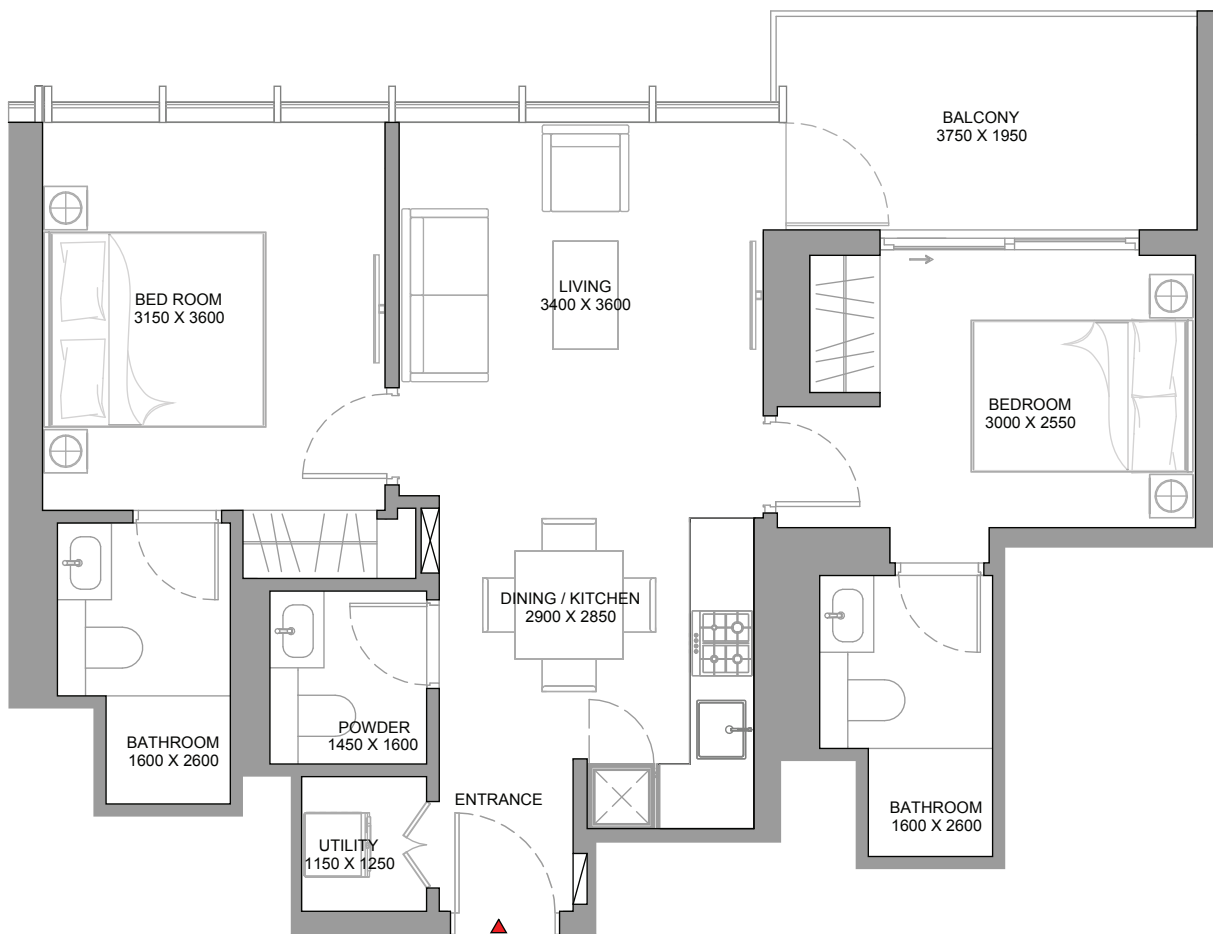 BALCONY
3750 X 1950
BED ROOM
3150 X 3600
LIVING
3400 X 3600
BEDROOM
3000 X 2550
DINING / KITCHEN
2900 X 2850
POWDER
1450 X 1600
BATHROOM
1600 X 2600
ENTRANCE
BATHROOM
1600 X 2600
UTILITY
1150 X 1250